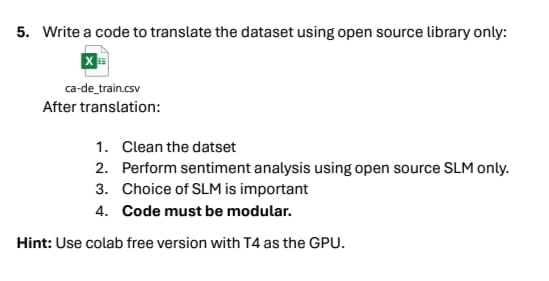 5. Write a code to translate the dataset using open source library only:
X
ca-de_train.csv
After translation:
1. Clean the datset
2. Perform sentiment analysis using open source SLM only.
3. Choice of SLM is important
4. Code must be modular.
Hint: Use colab free version with T4 as the GPU.